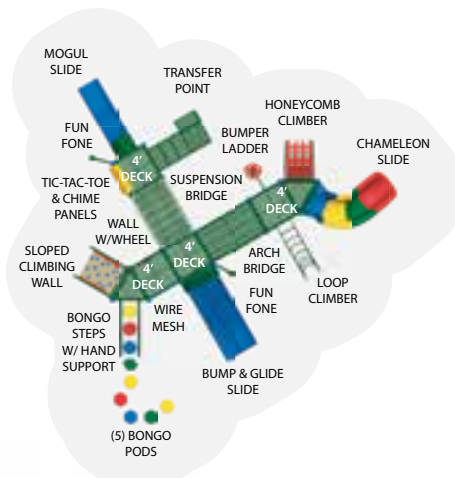 MOGUL
SLIDE
TRANSFER
POINT
HONEYCOMB
CLIMBER
FUN
FONE
BUMPER
LADDER
CHAMELEON
SLIDE
4'
DECK
TIC-TAC-TOE
& CHIME
PANELS
SUSPENSION
BRIDGE
4'
DECK
WALL
W/WHEEL
SLOPED
CLIMBING
WALL
4'
DECK
4'
DECK
ARCH
BRIDGE
LOOP
CLIMBER
FUN
FONE
BONGO
STEPS
W/ HAND
SUPPORT
WIRE
MESH
BUMP & GLIDE
SLIDE
(5) BONGO
PODS